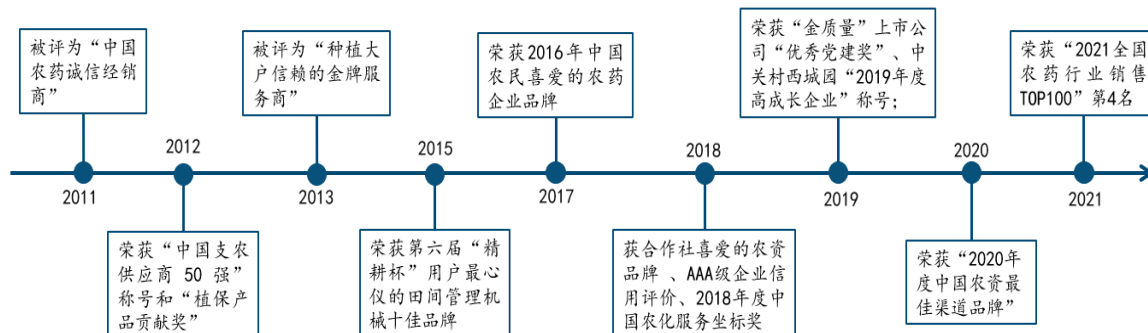 被评为“中国
农药诚信经销
商”
被评为“种植大
户信赖的金牌服
务商”
荣获2016年中国
农民喜爱的农药
企业品牌
荣获“金质量”上市公
司“优秀党建奖”、中
关村西城园“2019年度
高成长企业”称号；
荣获“2021全国
农药行业销售
TOP100”第4名
2012
2015
2018
2020
2011
2013
2017
2019
2021
荣获“中国支农
供应商 50 强”
称号和“植保产
品贡献奖”
荣获第六届“精
耕杯”用户最心
仪的田间管理机
械十佳品牌
获合作社喜爱的农资
品牌 、AAA级企业信
用评价、2018年度中
国农化服务坐标奖
荣获“2020年
度中国农资最
佳渠道品牌”